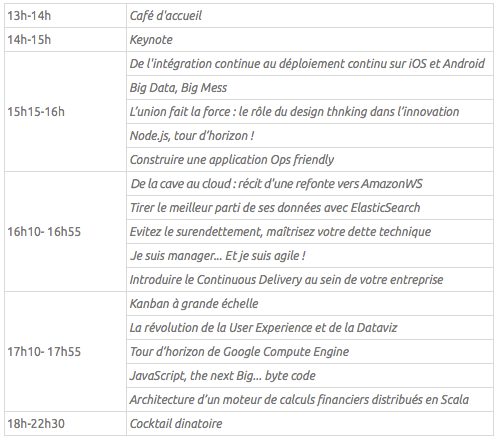 13h-14h Café d'accueil
14h-15h Keynote
15h15-16h De l'intégration continue au déploiement continu sur iOS et Android
Big Data, Big Mess
L'union fait la force : le rôle du design thnking dans l'innovation
Node.js, tour d'horizon !
Construire une application Ops friendly
16h10- 16h55 De la cave au cloud : récit d'une refonte vers AmazonWS
Tirer le meilleur parti de ses données avec ElasticSearch
Evitez le surendettement, maîtrisez votre dette technique
Je suis manager... Et je suis agile !
Introduire le Continuous Delivery au sein de votre entreprise
17h10- 17h55 Kanban à grande échelle
La révolution de la User Experience et de la Dataviz
Tour d'horizon de Google Compute Engine
JavaScript, the next Big... byte code
Architecture d'un moteur de calculs financiers distribués en Scala
18h-22h30 Cocktail dinatoire